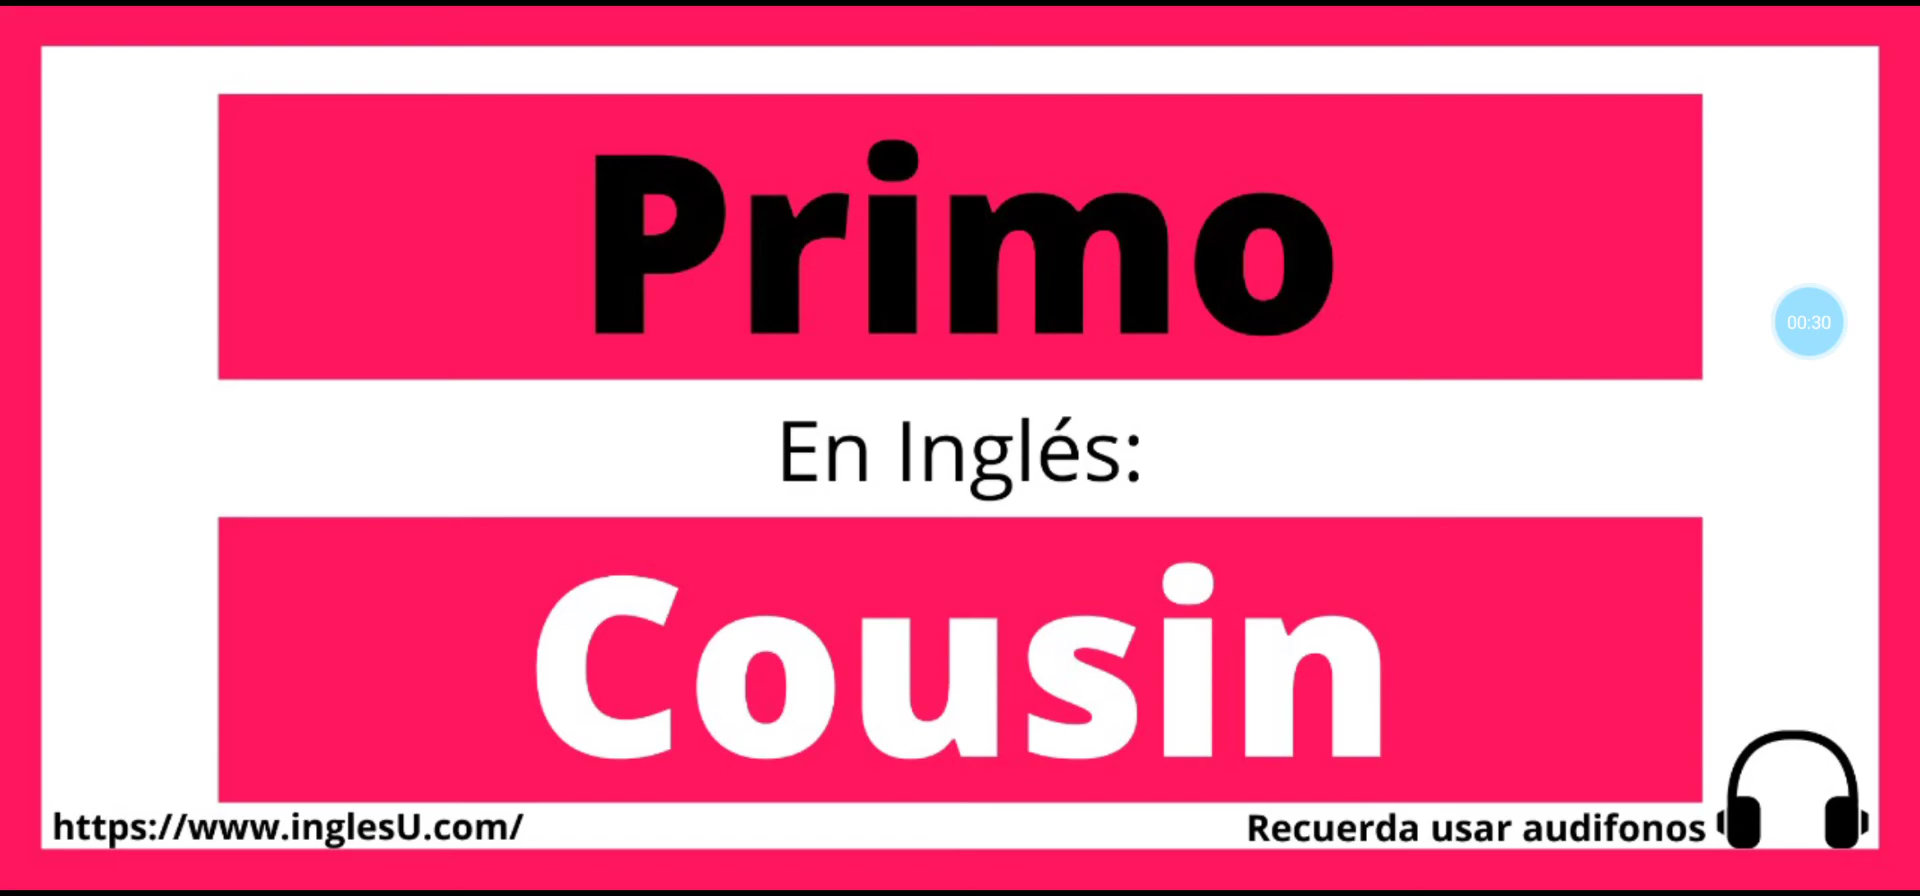 Primo
En Inglés:
00:30
Cousin
https://www.inglesU.com/
Recuerda usar audifonos